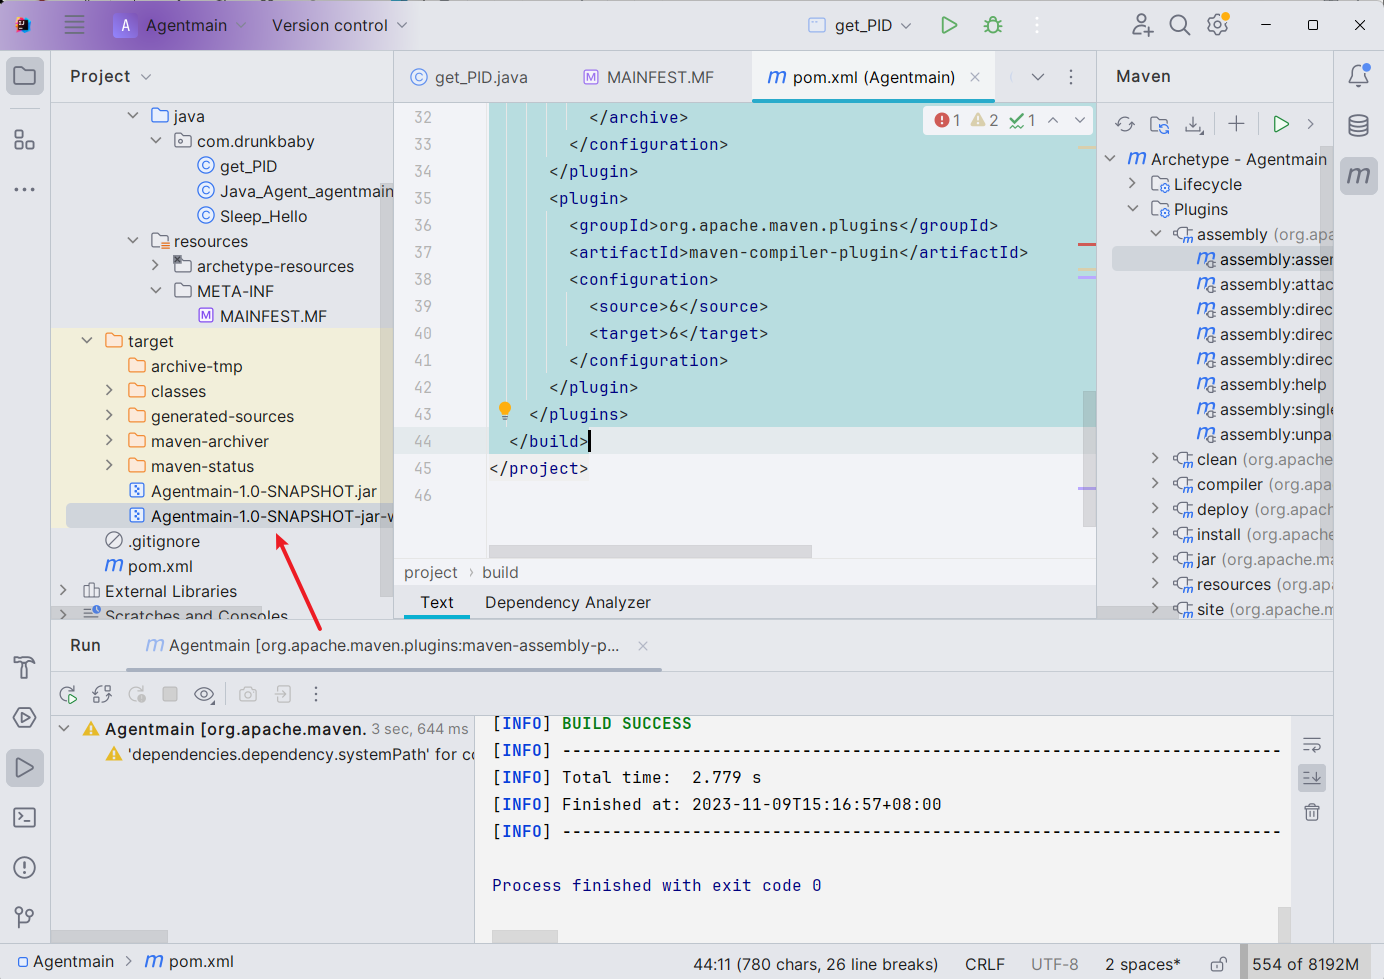 A Agentmain Version control get_PID
Project
get_PID.java MAINFEST.MF pom.xml (Agentmain)
Maven
java
com.drunkbaby
get_PID
Java_Agent_agentmain
Sleep_Hello
resources
archetype-resources
META-INF
MAINFEST.MF
target
archive-tmp
classes
generated-sources
maven-archiver
maven-status
Agentmain-1.0-SNAPSHOT.jar
Agentmain-1.0-SNAPSHOT-jar-w
.gitignore
pom.xml
External Libraries
Scratches and Consoles
1 2 1
32 </archive>
33 </configuration>
34 </plugin>
35 <plugin>
36 <groupId>org.apache.maven.plugins</groupId>
37 <artifactId>maven-compiler-plugin</artifactId>
38 <configuration>
39 <source>6</source>
40 <target>6</target>
41 </configuration>
42 </plugin>
43 </plugins>
44 </build>
45 </project>
46
project › build
Text Dependency Analyzer
Archetype - Agentmain
Lifecycle
Plugins
assembly (org.apa
assembly:asser
assembly:attac
assembly:direc
assembly:direc
assembly:direc
assembly:help
assembly:single
assembly:unpa
clean (org.apache
compiler (org.apa
deploy (org.apach
install (org.apache
jar (org.apache.ma
resources (org.ap
site (org.apache.m
Run Agentmain [org.apache.maven.plugins:maven-assembly-p...
Agentmain [org.apache.maven. 3 sec, 644 ms
'dependencies.dependency.systemPath' for co
[INFO] BUILD SUCCESS
[INFO] ------------------------------------------------------------------------
[INFO] Total time:  2.779 s
[INFO] Finished at: 2023-11-09T15:16:57+08:00
[INFO] ------------------------------------------------------------------------
Process finished with exit code 0
Agentmain › pom.xml
44:11 (780 chars, 26 line breaks) CRLF UTF-8 2 spaces* 554 of 8192M